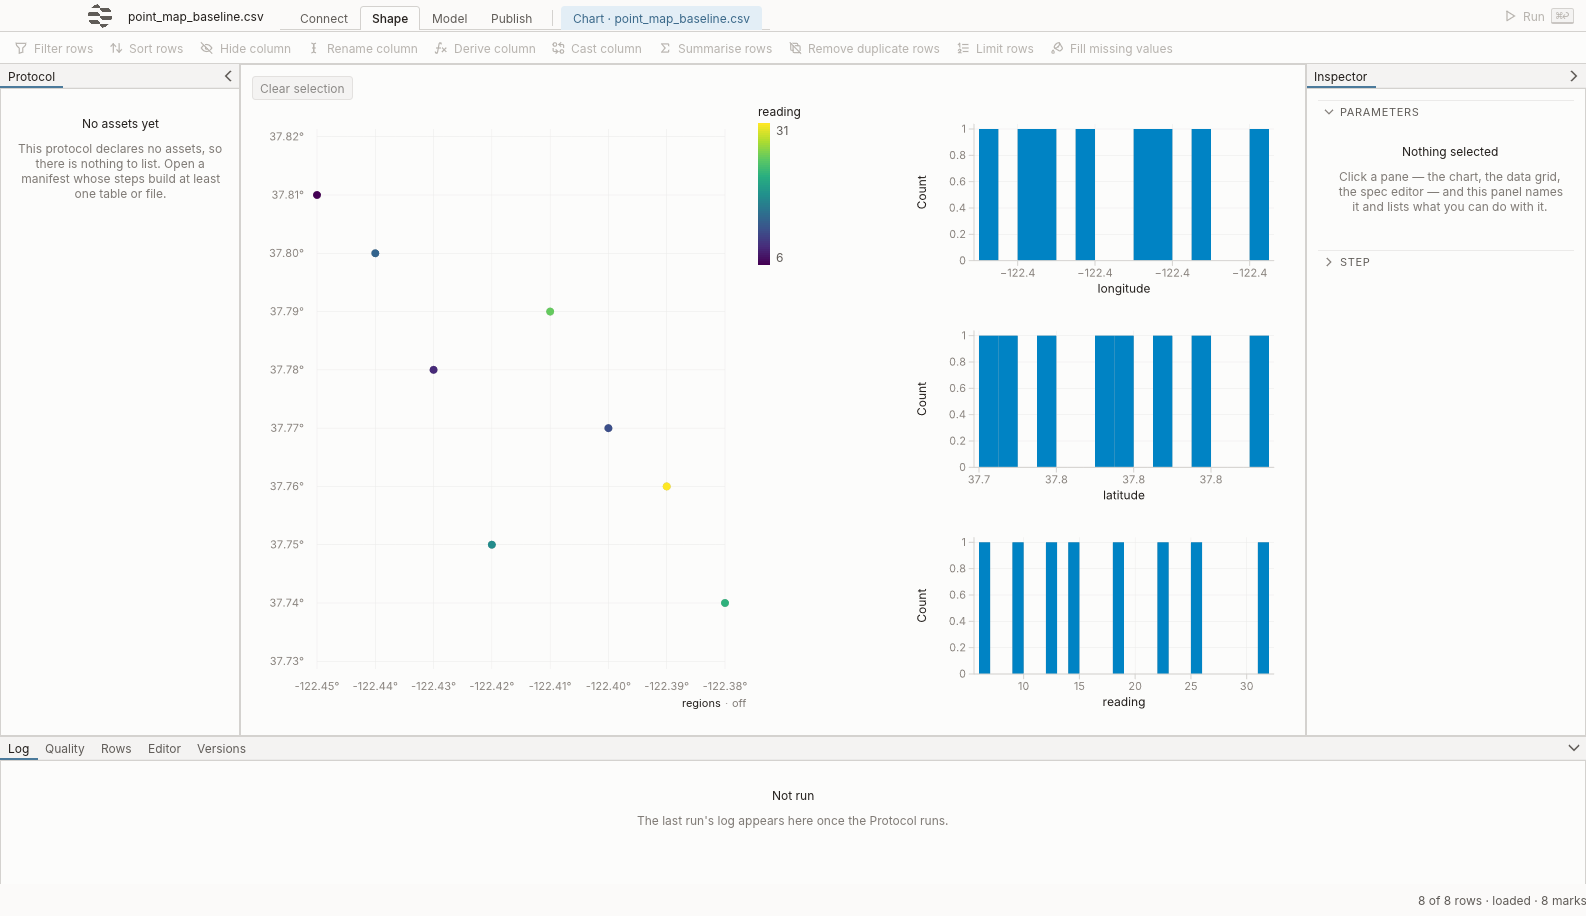 point_map_baseline.csv
Connect
Shape
Model
Publish
Chart · point_map_baseline.csv
Run
Filter rows
Sort rows
Hide column
Rename column
Derive column
Cast column
Summarise rows
Remove duplicate rows
Limit rows
Fill missing values
Protocol
No assets yet
This protocol declares no assets, so
there is nothing to list. Open a
manifest whose steps build at least
one table or file.
Clear selection
37.82°
37.81°
37.80°
37.79°
37.78°
37.77°
37.76°
37.75°
37.74°
37.73°
-122.45°
-122.44°
-122.43°
-122.42°
-122.41°
-122.40°
-122.39°
-122.38°
regions · off
reading
31
6
Count
1
0.8
0.6
0.4
0.2
0
−122.4
−122.4
−122.4
−122.4
longitude
Count
1
0.8
0.6
0.4
0.2
0
37.7
37.8
37.8
37.8
latitude
Count
1
0.8
0.6
0.4
0.2
0
10
15
20
25
30
reading
Inspector
PARAMETERS
Nothing selected
Click a pane — the chart, the data grid,
the spec editor — and this panel names
it and lists what you can do with it.
STEP
Log
Quality
Rows
Editor
Versions
Not run
The last run's log appears here once the Protocol runs.
8 of 8 rows · loaded · 8 marks